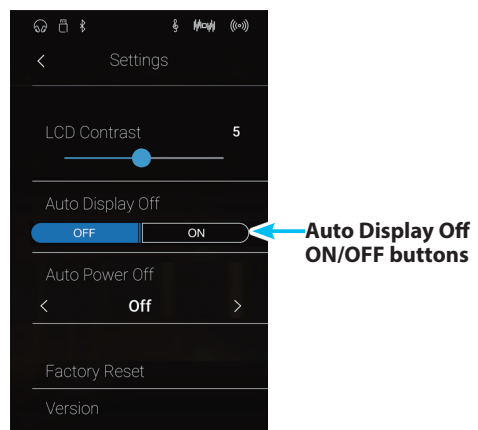 Settings
LCD Contrast 5
Auto Display Off
OFF ON
Auto Display Off
ON/OFF buttons
Auto Power Off
Off
Factory Reset
Version